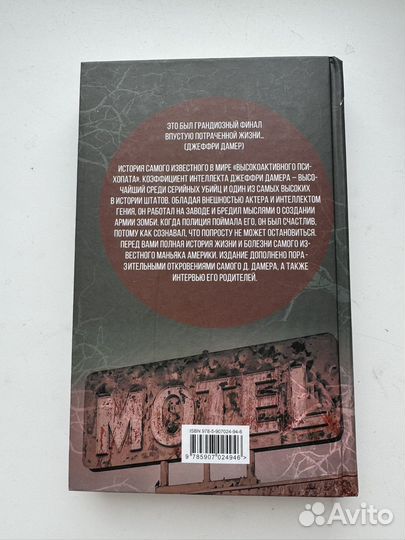 ЭТО БЫЛ ГРАНДИОЗНЫЙ ФИНАЛ
ВПУСТУЮ ПОТРАЧЕННОЙ ЖИЗНИ...
(ДЖЕФФРИ ДАМЕР)
ИСТОРИЯ САМОГО ИЗВЕСТНОГО В МИРЕ «ВЫСОКОАКТИВНОГО ПСИ-
ХОПАТА». КОЭФФИЦИЕНТ ИНТЕЛЛЕКТА ДЖЕФФРИ ДАМЕРА – ВЫСО-
ЧАЙШИЙ СРЕДИ СЕРИЙНЫХ УБИЙЦ И ОДИН ИЗ САМЫХ ВЫСОКИХ
В ИСТОРИИ ШТАТОВ. ОБЛАДАЯ ВНЕШНОСТЬЮ АКТЕРА И ИНТЕЛЛЕКТОМ
ГЕНИЯ, ОН РАБОТАЛ НА ЗАВОДЕ И БРЕДИЛ МЫСЛЯМИ О СОЗДАНИИ
АРМИИ ЗОМБИ. КОГДА ПОЛИЦИЯ ПОЙМАЛА ЕГО, ОН БЫЛ СЧАСТЛИВ,
ПОТОМУ КАК СОЗНАВАЛ, ЧТО ПОПРОСТУ НЕ МОЖЕТ ОСТАНОВИТЬСЯ.
ПЕРЕД ВАМИ ПОЛНАЯ ИСТОРИЯ ЖИЗНИ И БОЛЕЗНИ САМОГО ИЗ-
ВЕСТНОГО МАНЬЯКА АМЕРИКИ. ИЗДАНИЕ ДОПОЛНЕНО ПОРА-
ЗИТЕЛЬНЫМИ ОТКРОВЕНИЯМИ САМОГО Д. ДАМЕРА, А ТАКЖЕ
ИНТЕРВЬЮ ЕГО РОДИТЕЛЕЙ.
MOTEL
ISBN 978-5-907024-94-6
9 785907 024946 >
Avito